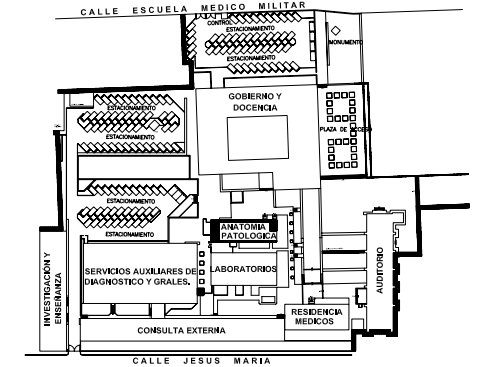 CALLE ESCUELA MEDICO MILITAR
CONTROL
ESTACIONAMIENTO
ESTACIONAMIENTO
MONUMENTO
GOBIERNO Y
DOCENCIA
ESTACIONAMIENTO
PLAZA DE ACCESO
ESTACIONAMIENTO
ESTACIONAMIENTO
ESTACIONAMIENTO
ANATOMIA
PATOLOGICA
INVESTIGACIÓN Y
ENSEÑANZA
SERVICIOS AUXILIARES DE
DIAGNOSTICO Y GRALES.
LABORATORIOS
AUDITORIO
RESIDENCIA
MEDICOS
CONSULTA EXTERNA
CALLE JESUS MARIA